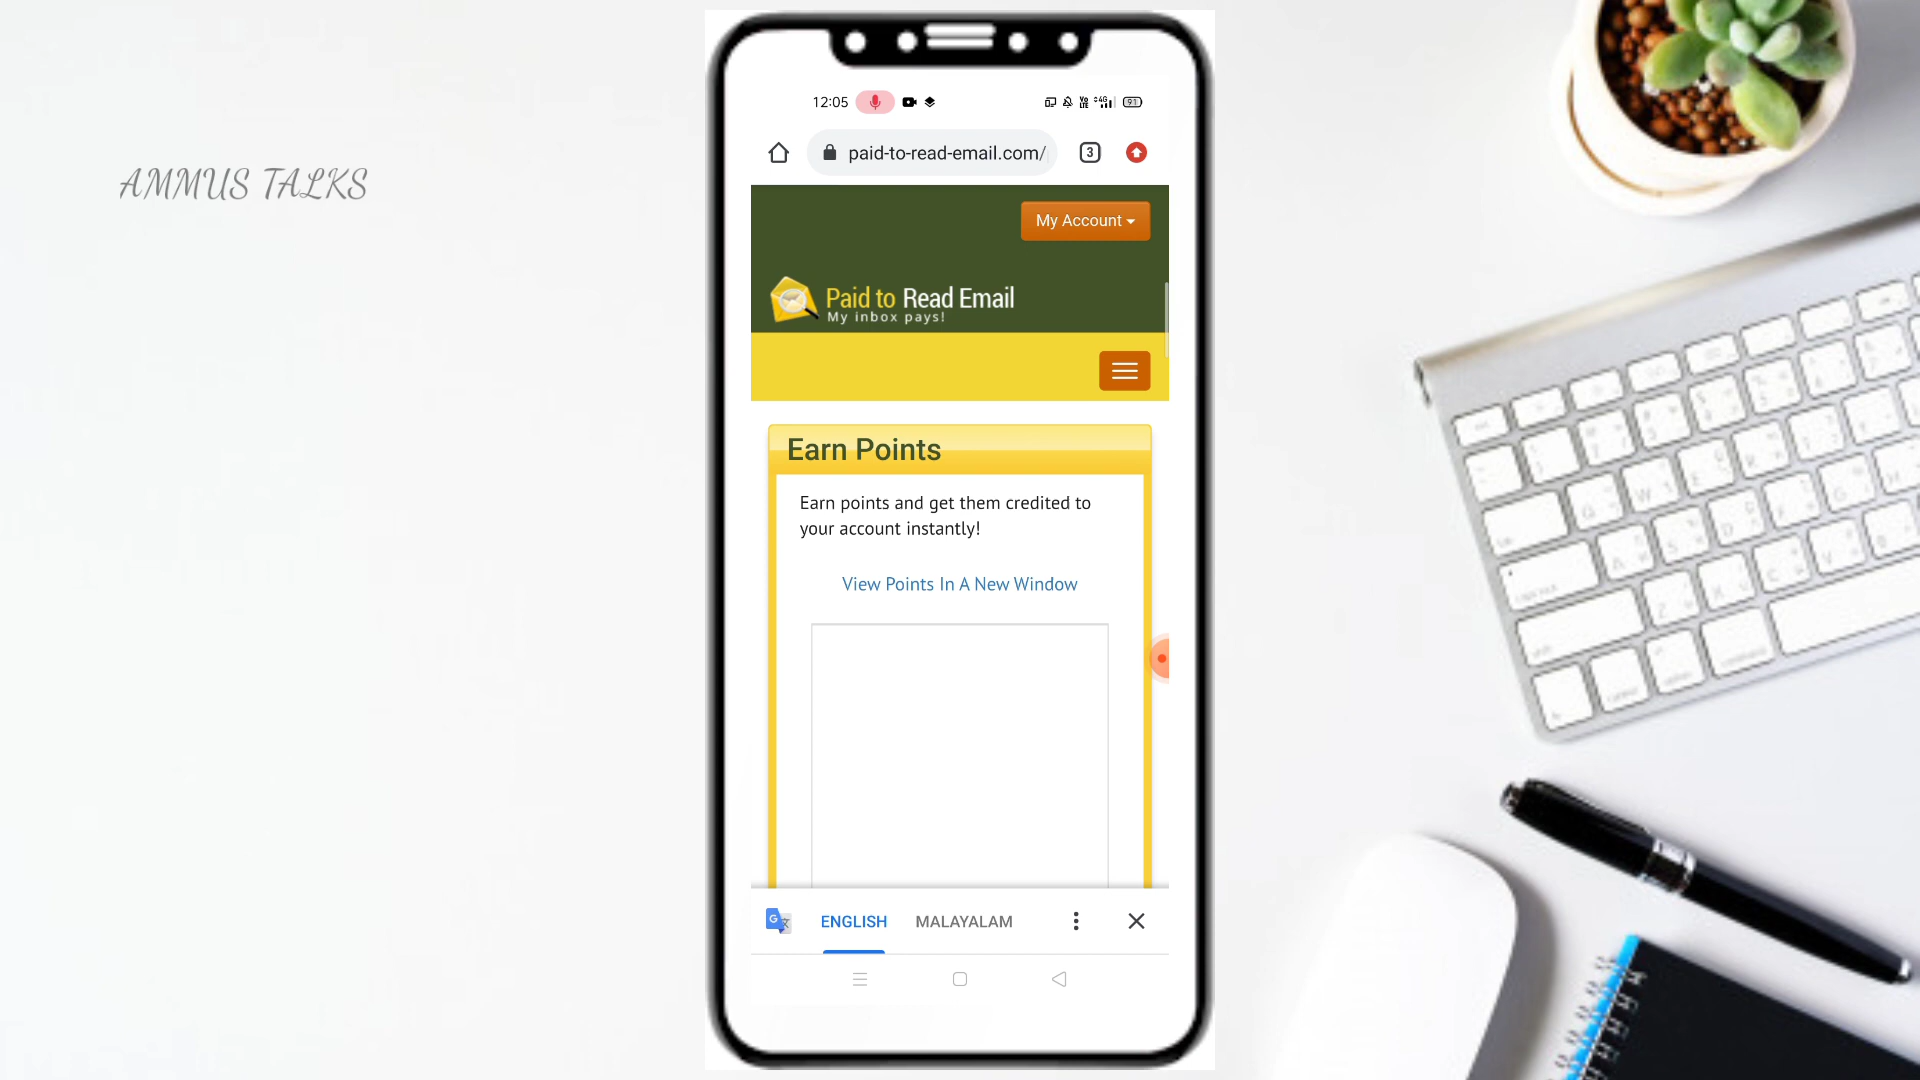 AMMUS TALKS
12:05
91
paid-to-read-email.com/
3
My Account
Paid to Read Email
My inbox pays!
Earn Points
Earn points and get them credited to
your account instantly!
View Points In A New Window
ENGLISH
MALAYALAM